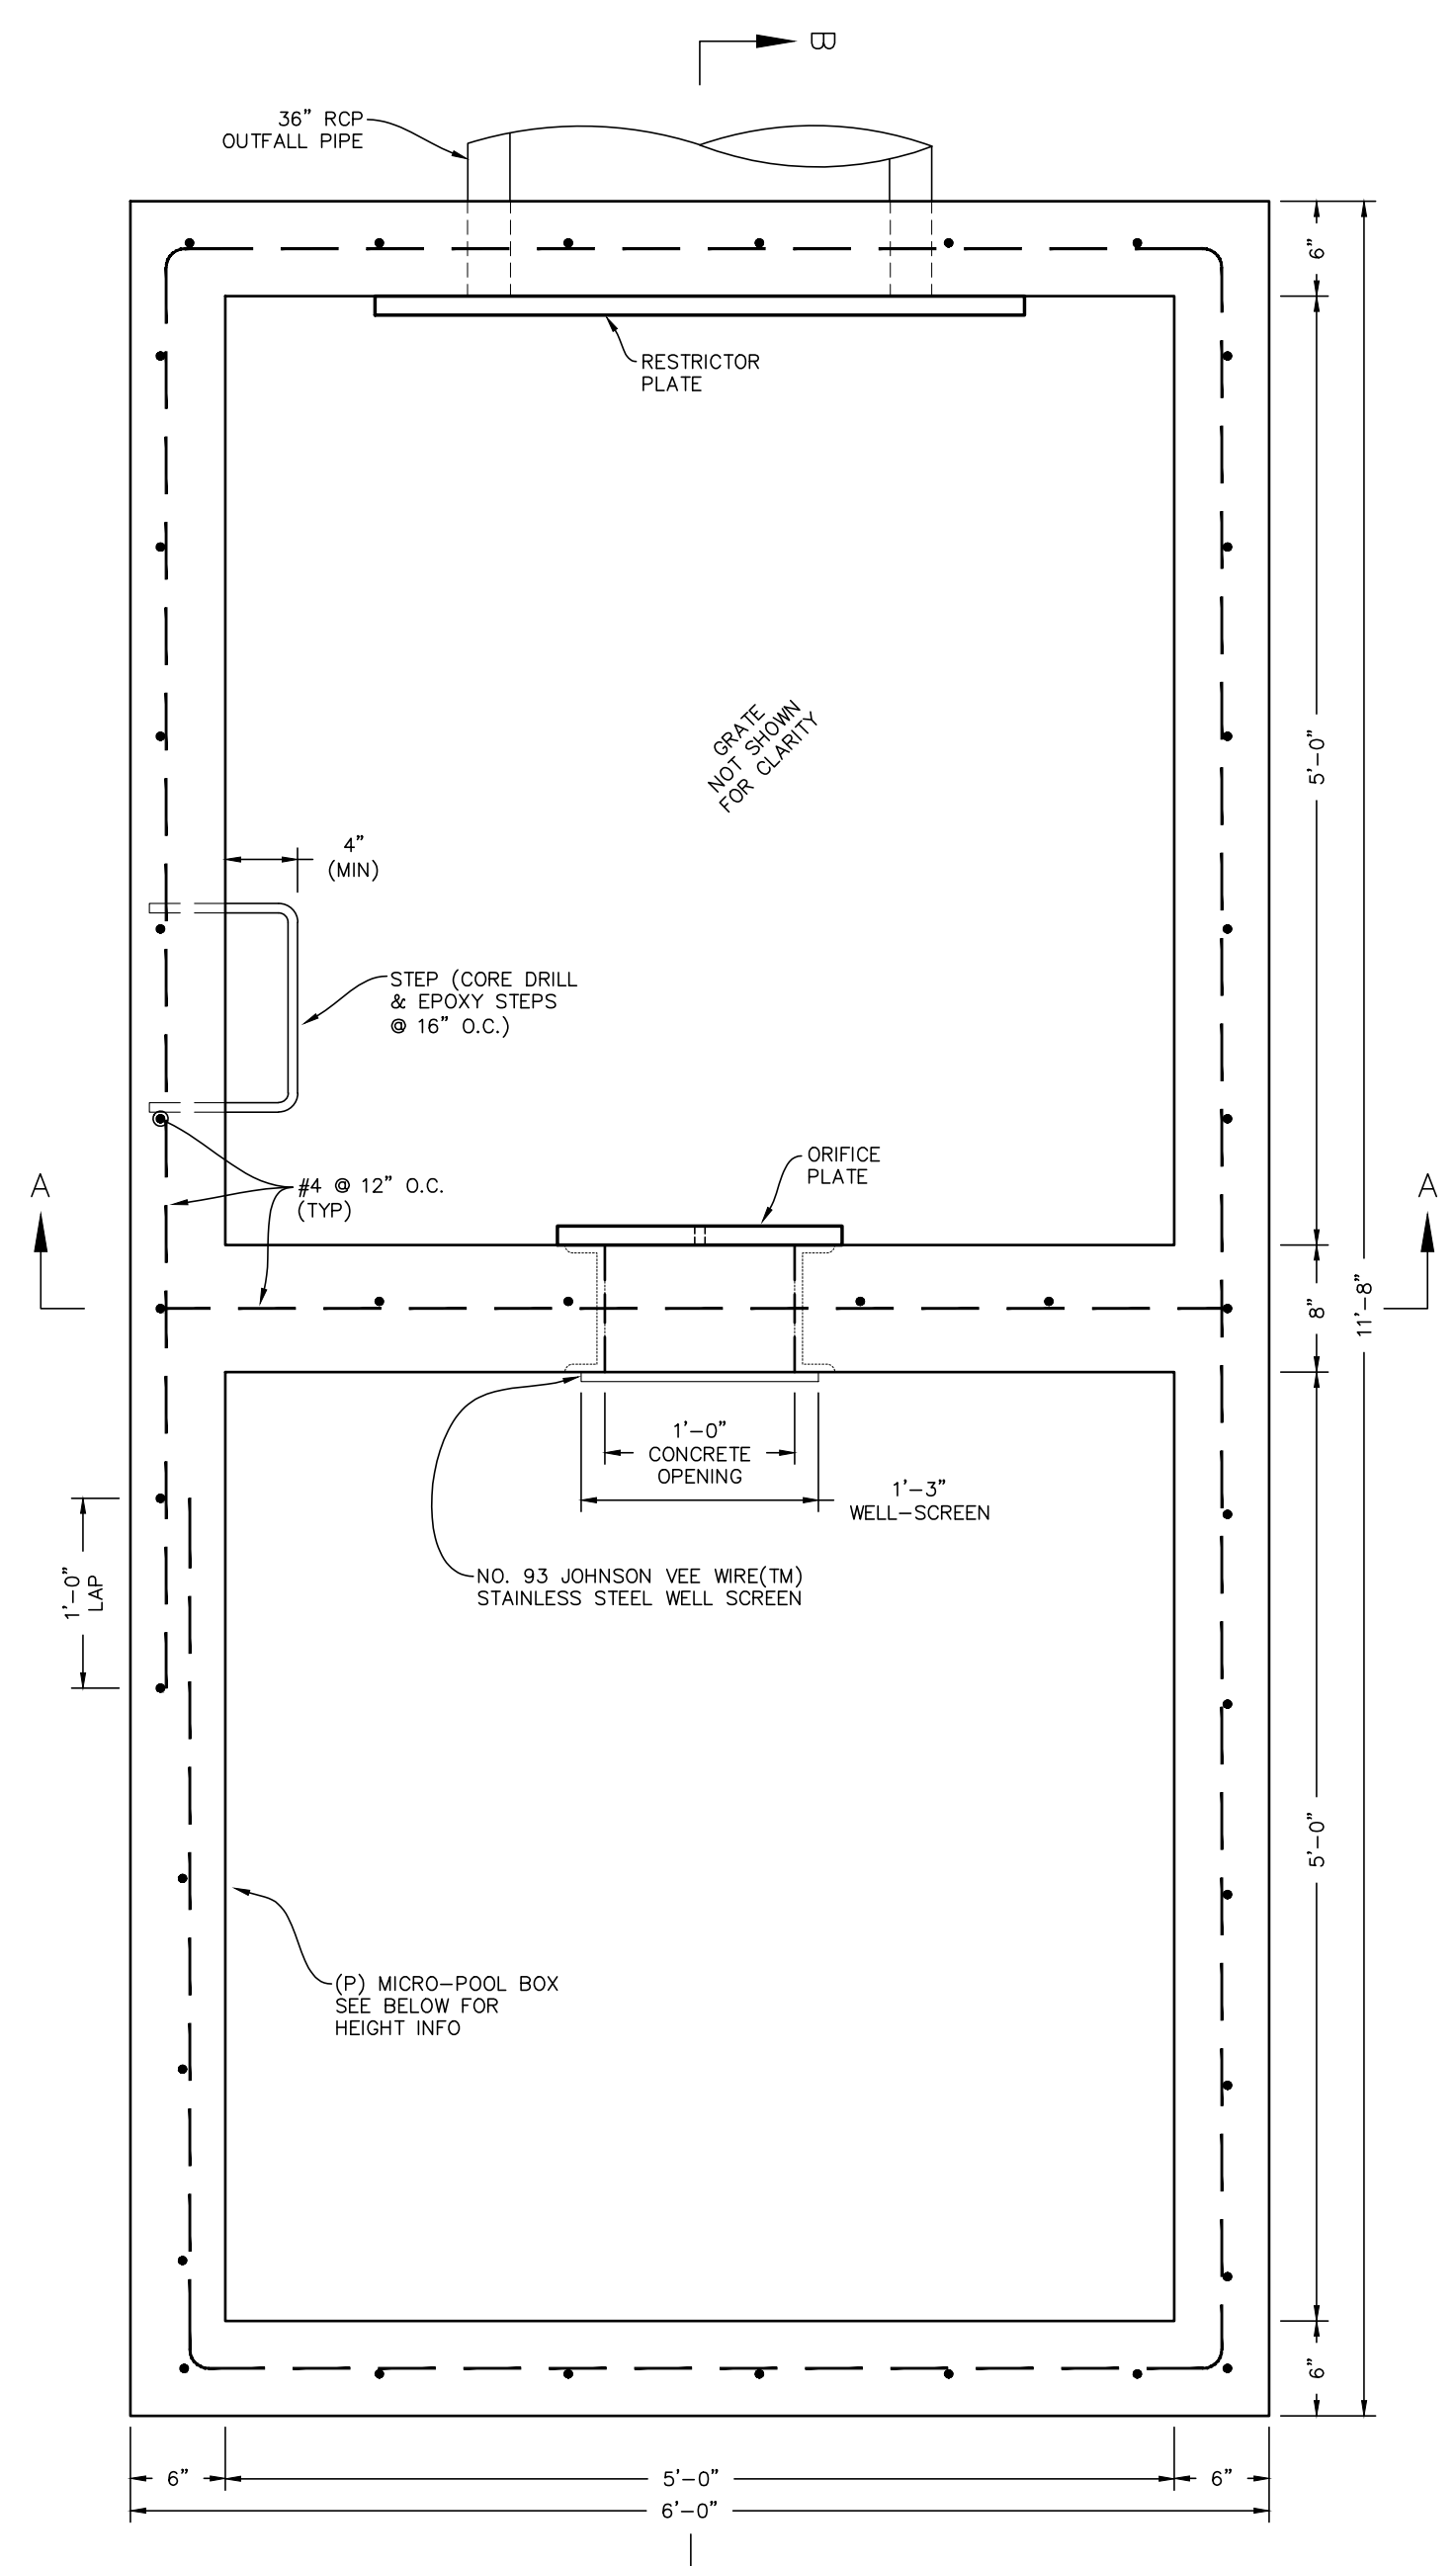 B
36" RCP
OUTFALL PIPE
6"
RESTRICTOR
PLATE
GRATE
NOT SHOWN
FOR CLARITY
5'-0"
4"
(MIN)
STEP (CORE DRILL
& EPOXY STEPS
@ 16" O.C.)
ORIFICE
PLATE
A
#4 @ 12" O.C.
(TYP)
A
8"
11'-8"
1'-0"
CONCRETE
OPENING
1'-3"
WELL-SCREEN
1'-0"
LAP
NO. 93 JOHNSON VEE WIRE(TM)
STAINLESS STEEL WELL SCREEN
5'-0"
(P) MICRO-POOL BOX
SEE BELOW FOR
HEIGHT INFO
6"
6"
5'-0"
6"
6'-0"